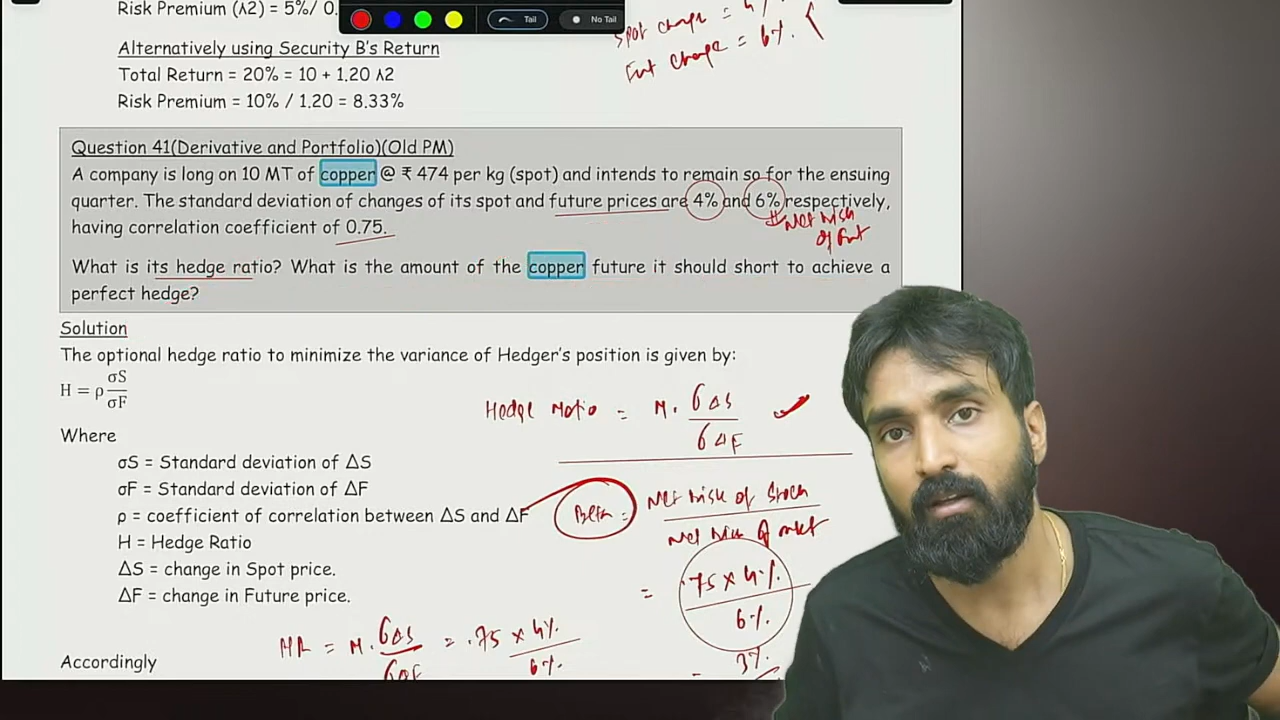 Risk Premium (λ2) = 5%/ 0.
Tail
No Tail
Spot change = 4%
Fut change = 6%.
Alternatively using Security B's Return
Total Return = 20% = 10 + 1.20 λ2
Risk Premium = 10% / 1.20 = 8.33%
Question 41(Derivative and Portfolio)(Old PM)
A company is long on 10 MT of copper @ ₹ 474 per kg (spot) and intends to remain so for the ensuing
quarter. The standard deviation of changes of its spot and future prices are 4% and 6% respectively,
having correlation coefficient of 0.75.
Net risk
of Fut
What is its hedge ratio? What is the amount of the copper future it should short to achieve a
perfect hedge?
Solution
The optional hedge ratio to minimize the variance of Hedger's position is given by:
H = ρ σS
σF
Hedge Ratio = r. σΔS
σΔF
Where
σS = Standard deviation of ΔS
σF = Standard deviation of ΔF
ρ = coefficient of correlation between ΔS and ΔF
H = Hedge Ratio
ΔS = change in Spot price.
ΔF = change in Future price.
Beta = Net risk of Stock
Net risk of mkt
= .75 x 4%.
6%.
= 3%.
HR = r. σΔS = .75 x 4%.
σΔF 6%.
Accordingly